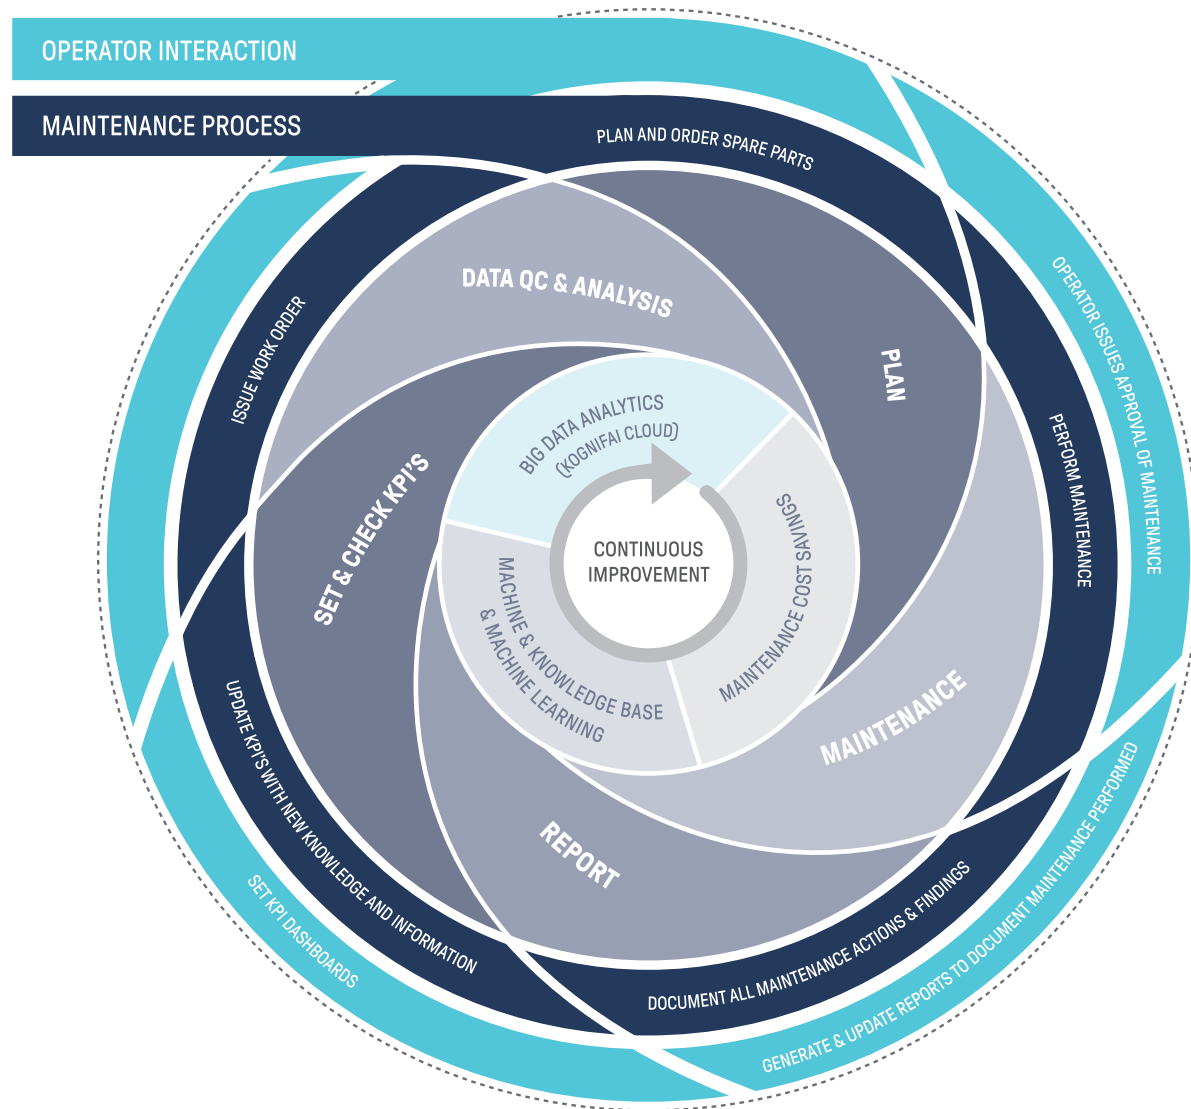 OPERATOR INTERACTION
MAINTENANCE PROCESS
PLAN AND ORDER SPARE PARTS
OPERATOR ISSUES APPROVAL OF MAINTENANCE
PERFORM MAINTENANCE
GENERATE & UPDATE REPORTS TO DOCUMENT MAINTENANCE PERFORMED
DOCUMENT ALL MAINTENANCE ACTIONS & FINDINGS
SET KPI DASHBOARDS
UPDATE KPI'S WITH NEW KNOWLEDGE AND INFORMATION
ISSUE WORK ORDER
DATA QC & ANALYSIS
PLAN
MAINTENANCE
REPORT
SET & CHECK KPI'S
BIG DATA ANALYTICS
(KOGNIFAI CLOUD)
MAINTENANCE COST SAVINGS
MACHINE & KNOWLEDGE BASE
& MACHINE LEARNING
CONTINUOUS
IMPROVEMENT